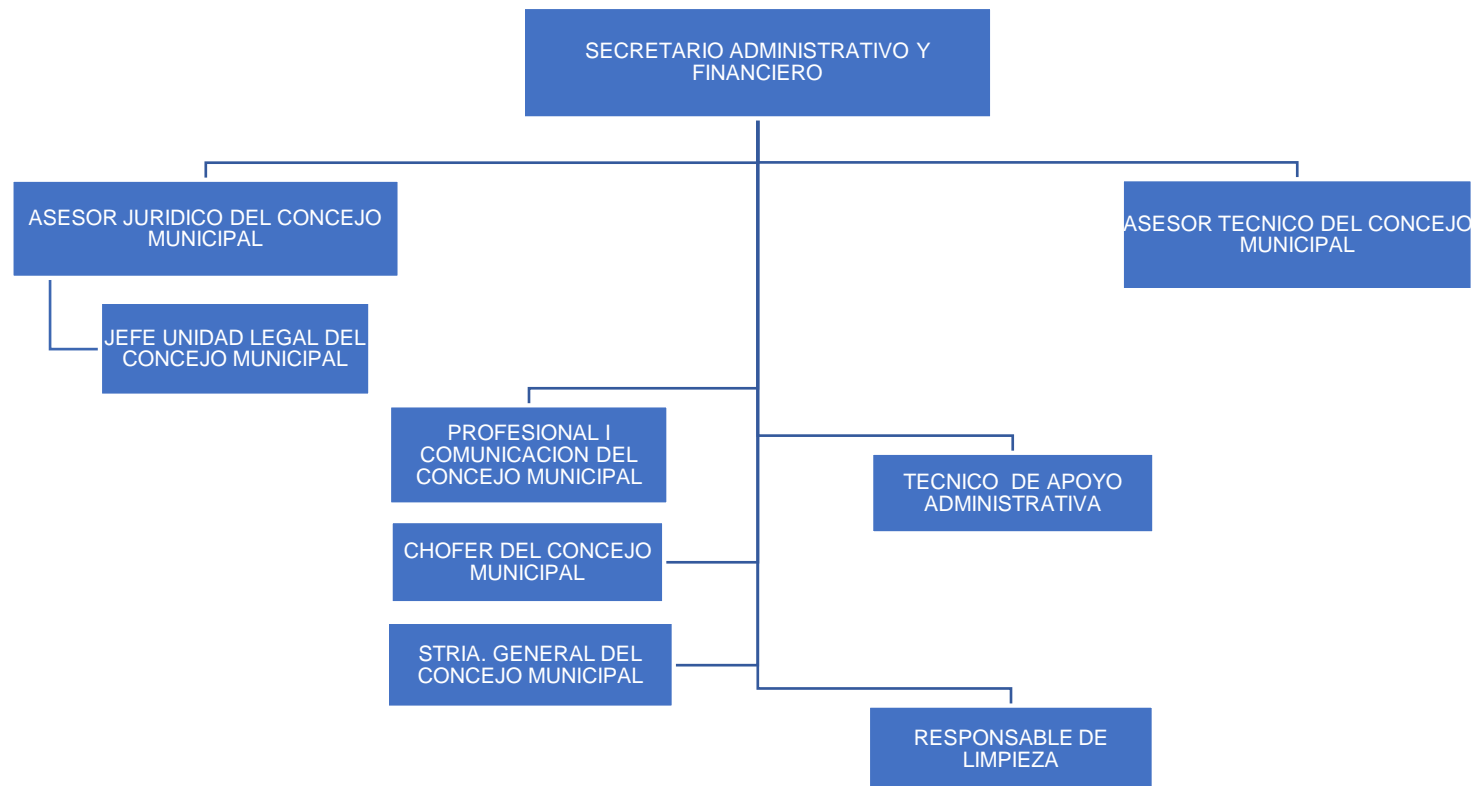 SECRETARIO ADMINISTRATIVO Y
FINANCIERO
ASESOR JURIDICO DEL CONCEJO
MUNICIPAL
ASESOR TECNICO DEL CONCEJO
MUNICIPAL
JEFE UNIDAD LEGAL DEL
CONCEJO MUNICIPAL
PROFESIONAL I
COMUNICACION DEL
CONCEJO MUNICIPAL
TECNICO DE APOYO
ADMINISTRATIVA
CHOFER DEL CONCEJO
MUNICIPAL
STRIA. GENERAL DEL
CONCEJO MUNICIPAL
RESPONSABLE DE
LIMPIEZA